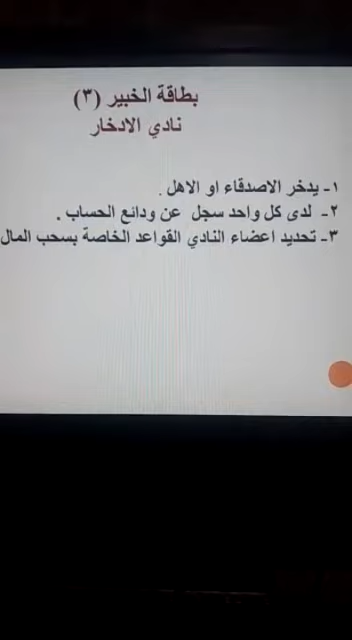 بطاقة الخبير (٣)
نادي الادخار
١- يدخر الاصدقاء او الاهل .
٢- لدى كل واحد سجل عن ودائع الحساب .
٣- تحديد اعضاء النادي القواعد الخاصة بسحب المال